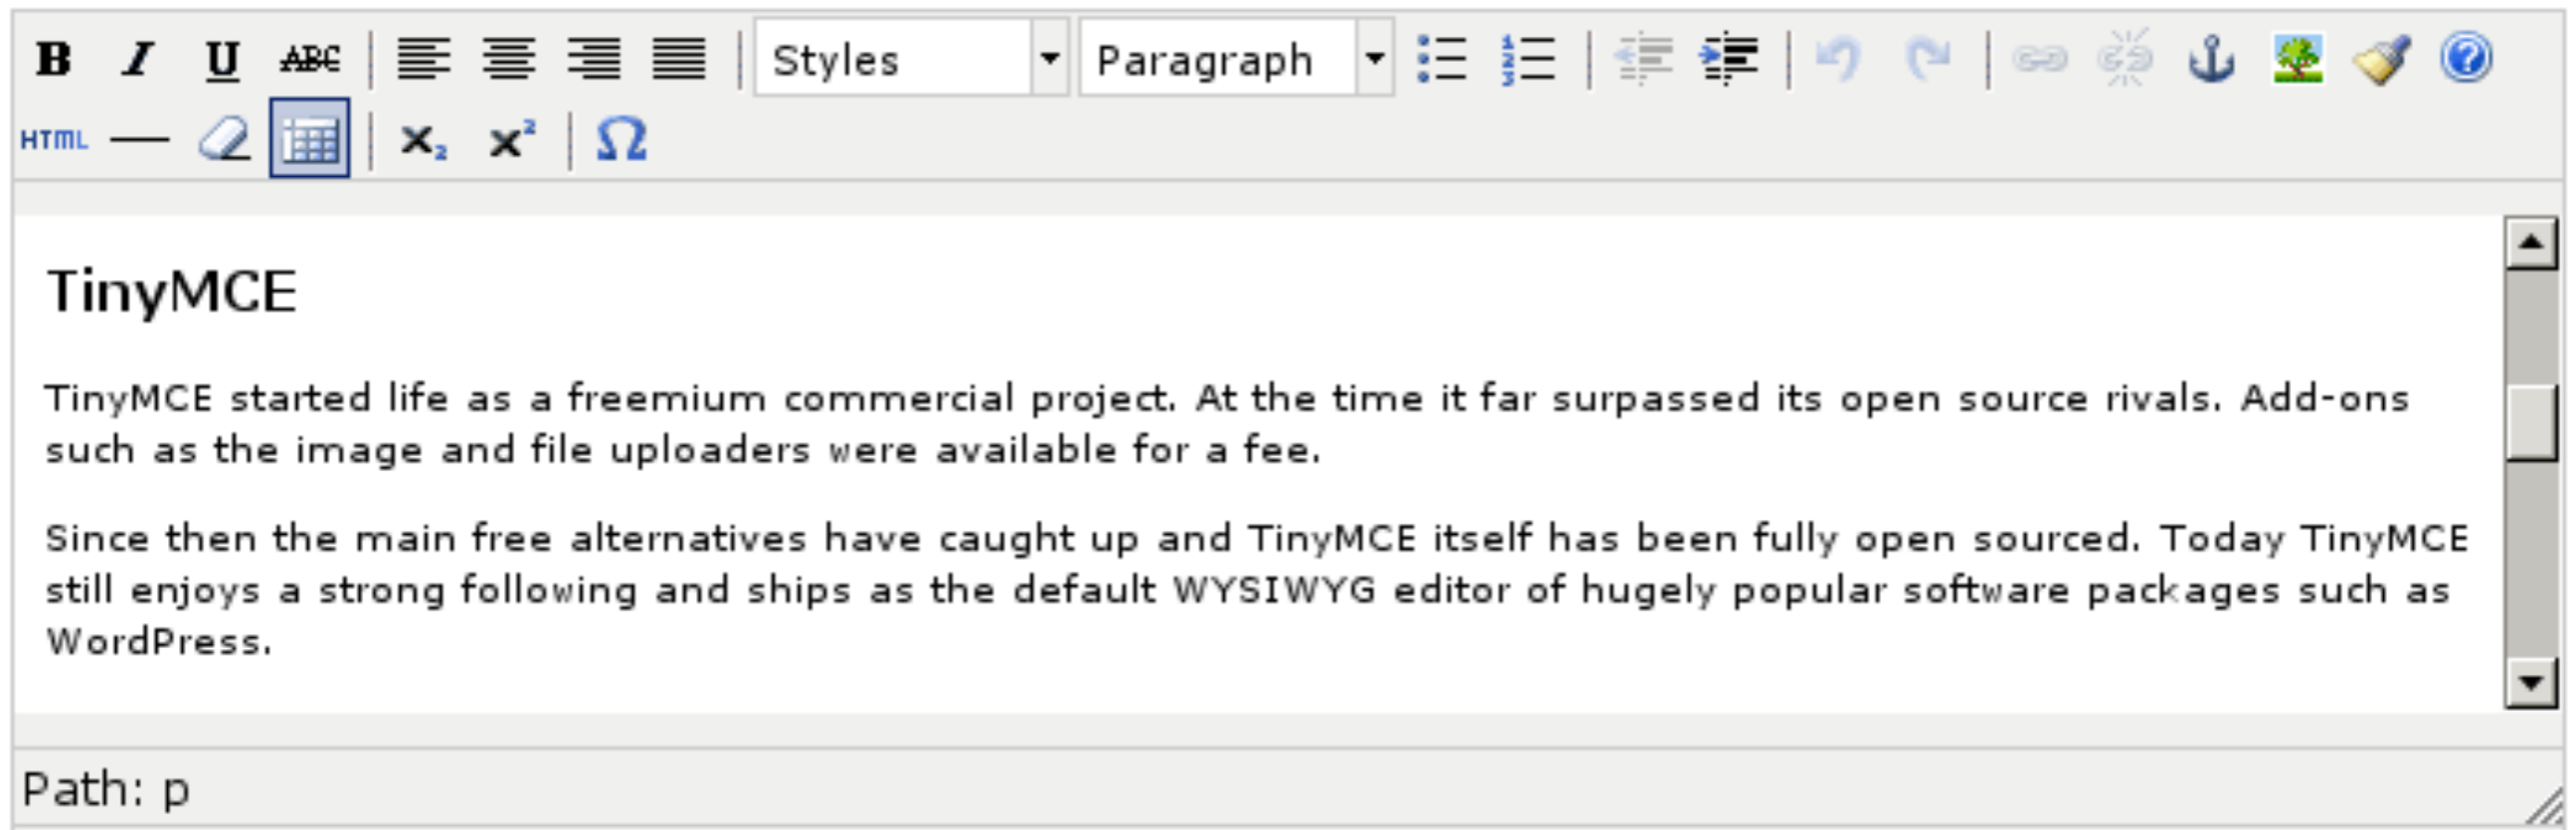 B I U ABC Styles Paragraph
HTML x₂ x² Ω
TinyMCE
TinyMCE started life as a freemium commercial project. At the time it far surpassed its open source rivals. Add-ons
such as the image and file uploaders were available for a fee.
Since then the main free alternatives have caught up and TinyMCE itself has been fully open sourced. Today TinyMCE
still enjoys a strong following and ships as the default WYSIWYG editor of hugely popular software packages such as
WordPress.
Path: p